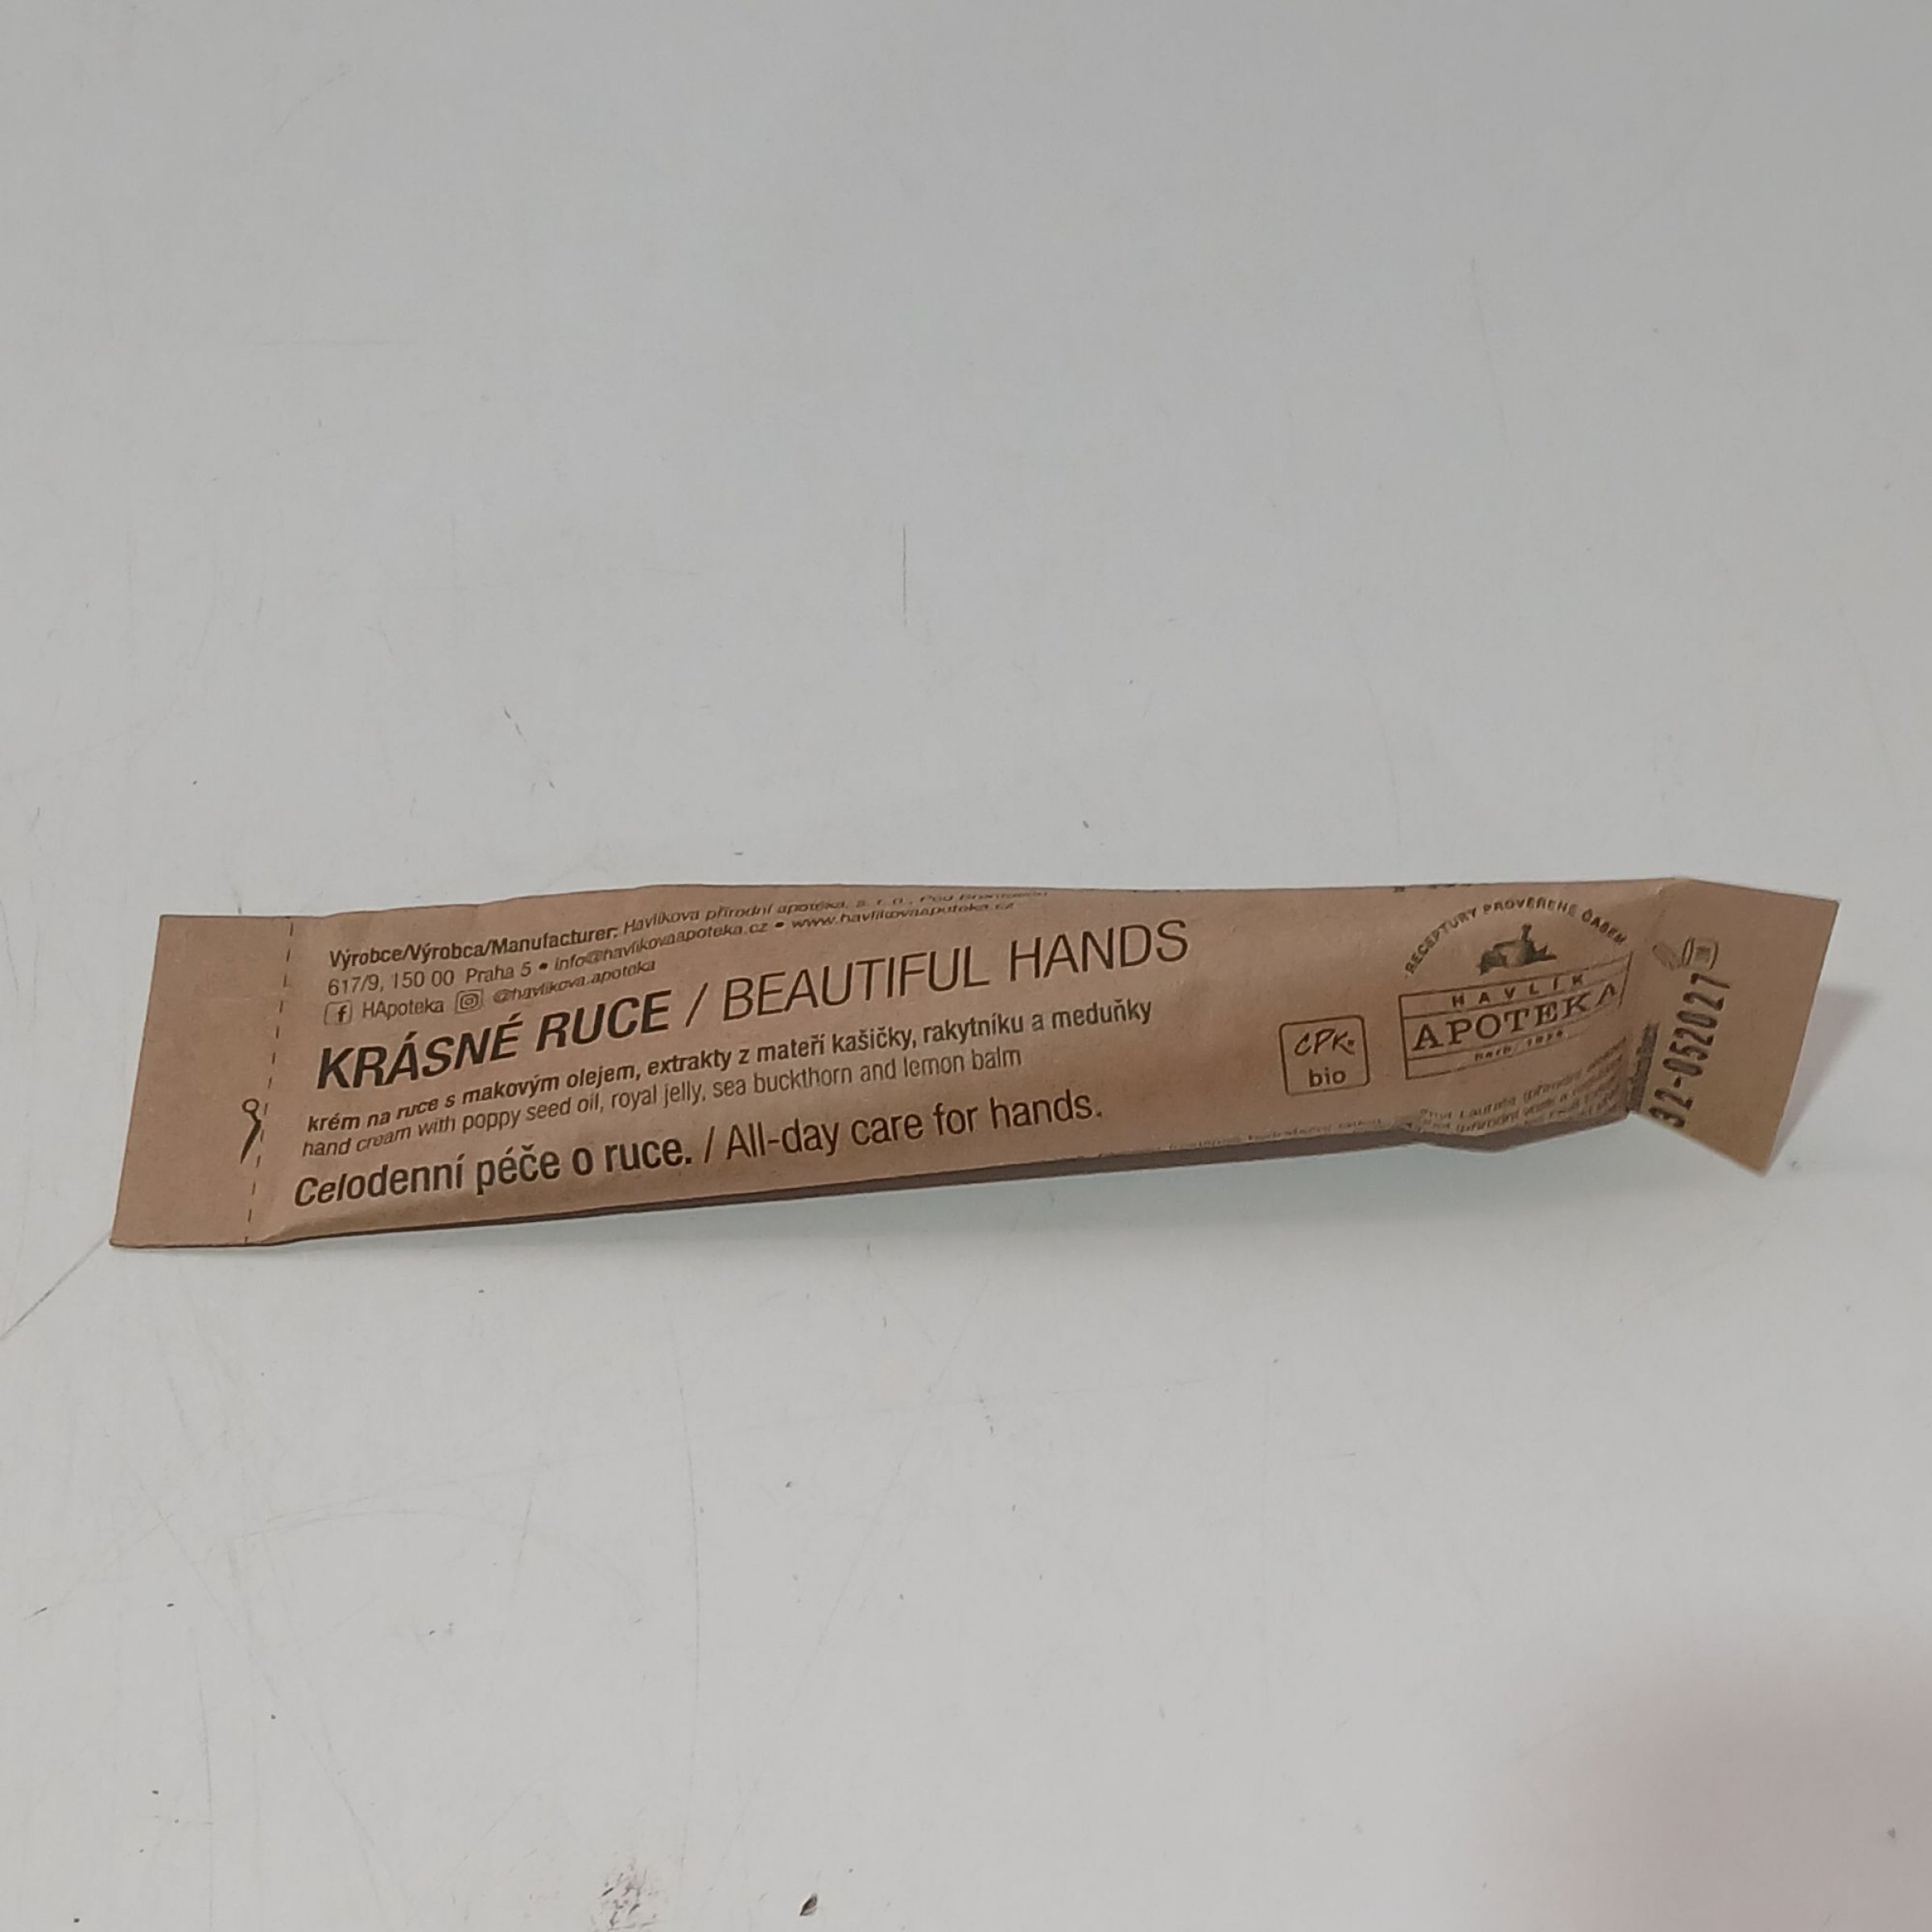 Výrobce/Výrobca/Manufacturer: Havlíkova přírodní apotéka, s. r. o., Pod
617/9, 150 00 Praha 5 • info@havlikovaapoteka.cz • www.havlikovaapoteka.cz
HApoteka @havlikova.apoteka
KRÁSNÉ RUCE / BEAUTIFUL HANDS
krém na ruce s makovým olejem, extrakty z mateří kašičky, rakytníku a meduňky
hand cream with poppy seed oil, royal jelly, sea buckthorn and lemon balm
Celodenní péče o ruce. / All-day care for hands.
CPK
bio
RECEPTURY PROVĚŘENÉ ČASEM
HAVLÍK
APOTEKA
32-052027